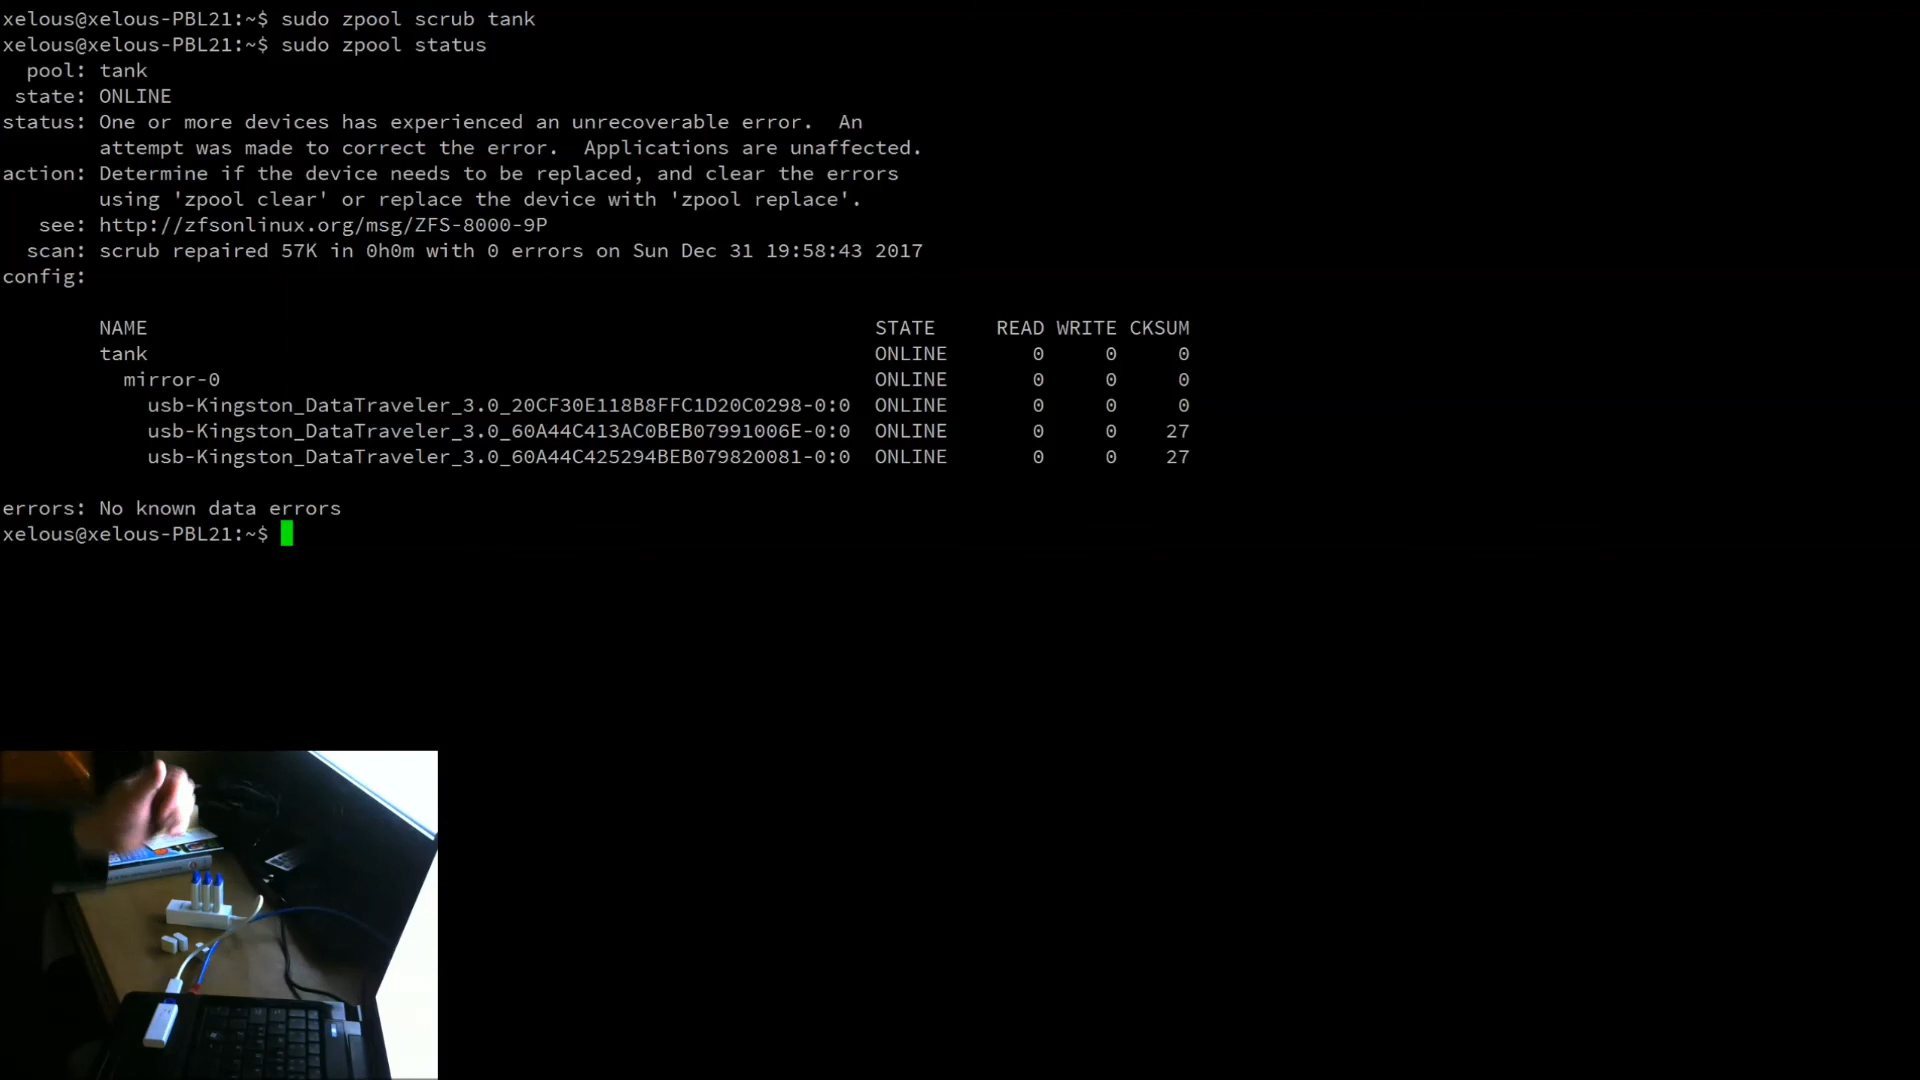 xelous@xelous-PBL21:~$ sudo zpool scrub tank
xelous@xelous-PBL21:~$ sudo zpool status
pool: tank
state: ONLINE
status: One or more devices has experienced an unrecoverable error.  An
attempt was made to correct the error.  Applications are unaffected.
action: Determine if the device needs to be replaced, and clear the errors
using 'zpool clear' or replace the device with 'zpool replace'.
see: http://zfsonlinux.org/msg/ZFS-8000-9P
scan: scrub repaired 57K in 0h0m with 0 errors on Sun Dec 31 19:58:43 2017
config:
NAME STATE READ WRITE CKSUM
tank ONLINE 0 0 0
mirror-0 ONLINE 0 0 0
usb-Kingston_DataTraveler_3.0_20CF30E118B8FFC1D20C0298-0:0 ONLINE 0 0 0
usb-Kingston_DataTraveler_3.0_60A44C413AC0BEB07991006E-0:0 ONLINE 0 0 27
usb-Kingston_DataTraveler_3.0_60A44C425294BEB079820081-0:0 ONLINE 0 0 27
errors: No known data errors
xelous@xelous-PBL21:~$